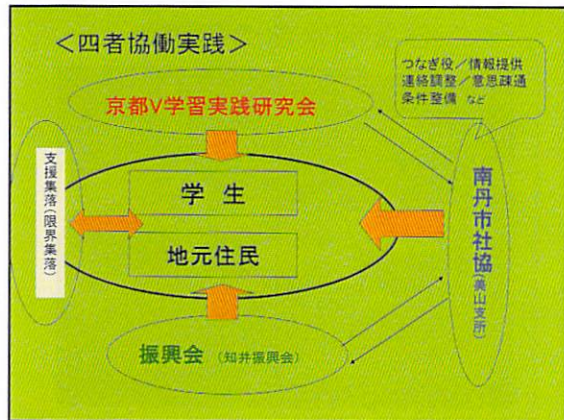 ＜四者協働実践＞
つなぎ役／情報提供
連絡調整／意思疎通
条件整備 など
京都V学習実践研究会
支援集落(限界集落)
学 生
地元住民
南丹市社協
(美山支所)
振興会 (知井振興会)